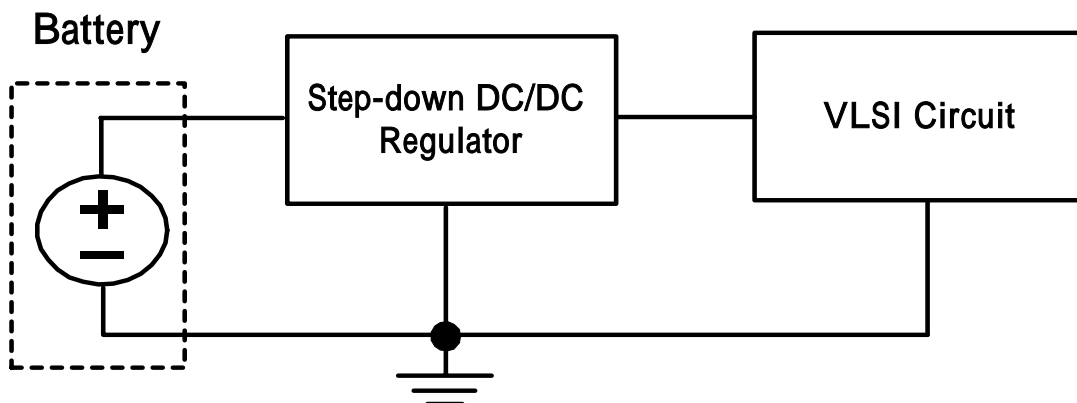 Battery
Step-down DC/DC
Regulator
VLSI Circuit